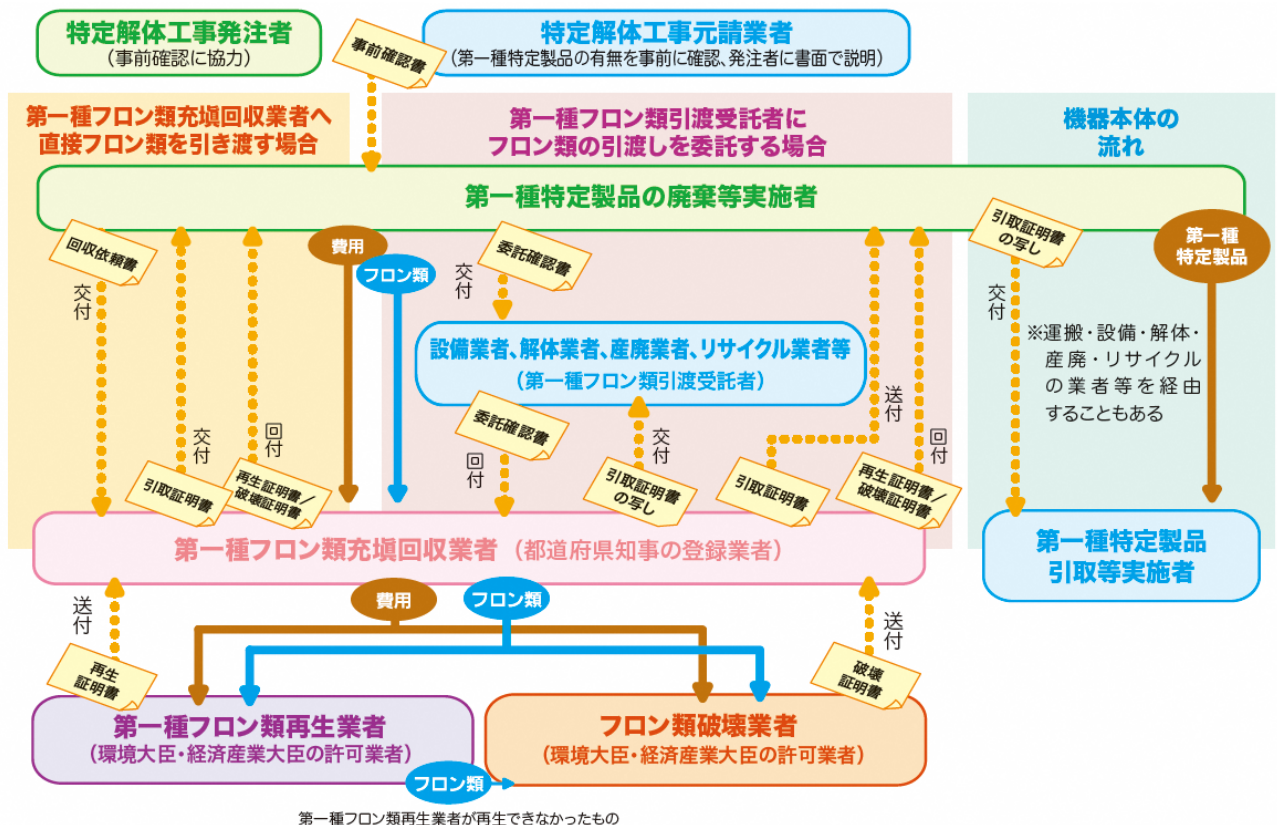 特定解体工事発注者
(事前確認に協力)
事前確認書
特定解体工事元請業者
(第一種特定製品の有無を事前に確認、発注者に書面で説明)
第一種フロン類充塡回収業者へ
直接フロン類を引き渡す場合
第一種フロン類引渡受託者に
フロン類の引渡しを委託する場合
機器本体の
流れ
第一種特定製品の廃棄等実施者
回収依頼書
交付
引取証明書
交付
再生証明書/
破壊証明書
回付
費用
フロン類
委託確認書
交付
設備業者、解体業者、産廃業者、リサイクル業者等
(第一種フロン類引渡受託者)
委託確認書
回付
引取証明書
の写し
交付
引取証明書
送付
再生証明書/
破壊証明書
回付
引取証明書
の写し
交付
第一種
特定製品
※運搬・設備・解体・
産廃・リサイクル
の業者等を経由
することもある
第一種フロン類充塡回収業者(都道府県知事の登録業者)
第一種特定製品
引取等実施者
費用
フロン類
送付
再生
証明書
送付
破壊
証明書
第一種フロン類再生業者
(環境大臣・経済産業大臣の許可業者)
フロン類破壊業者
(環境大臣・経済産業大臣の許可業者)
フロン類
第一種フロン類再生業者が再生できなかったもの